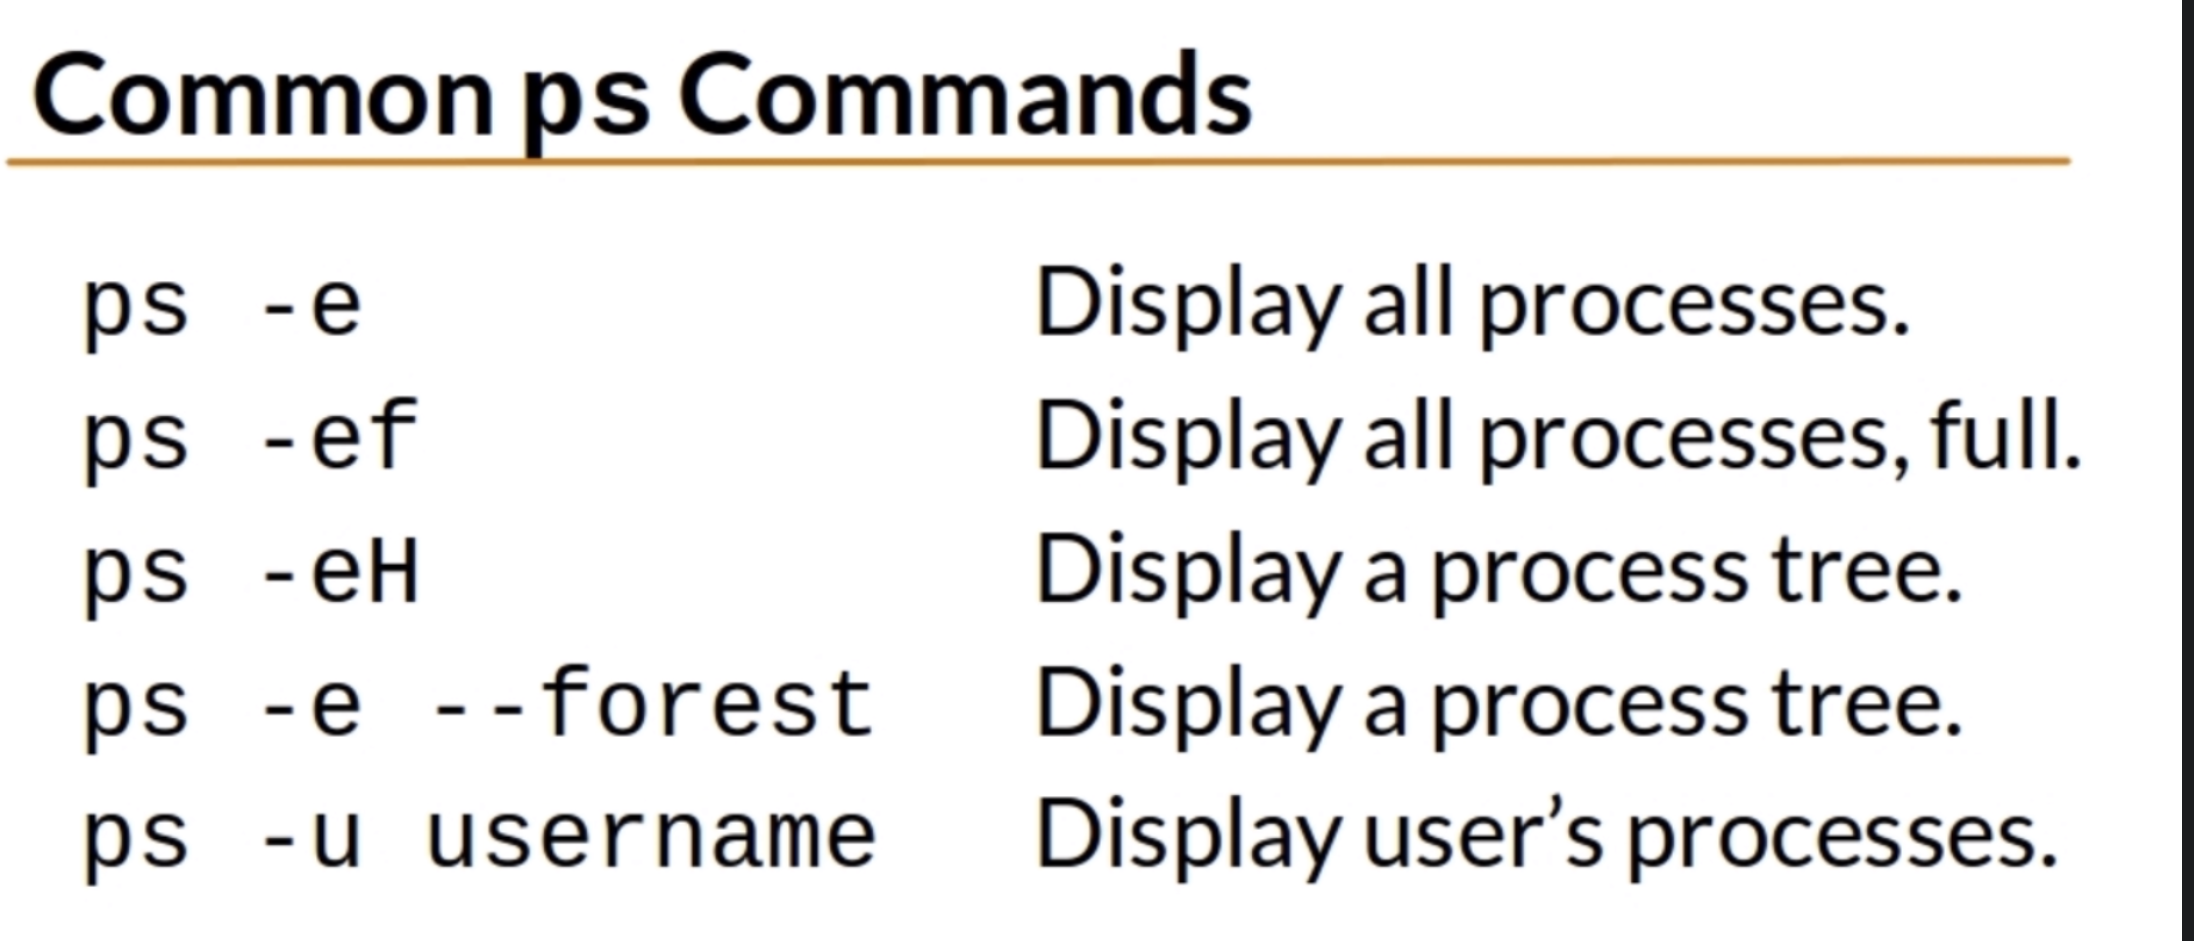 Common ps Commands
ps -e Display all processes.
ps -ef Display all processes, full.
ps -eH Display a process tree.
ps -e --forest Display a process tree.
ps -u username Display user’s processes.